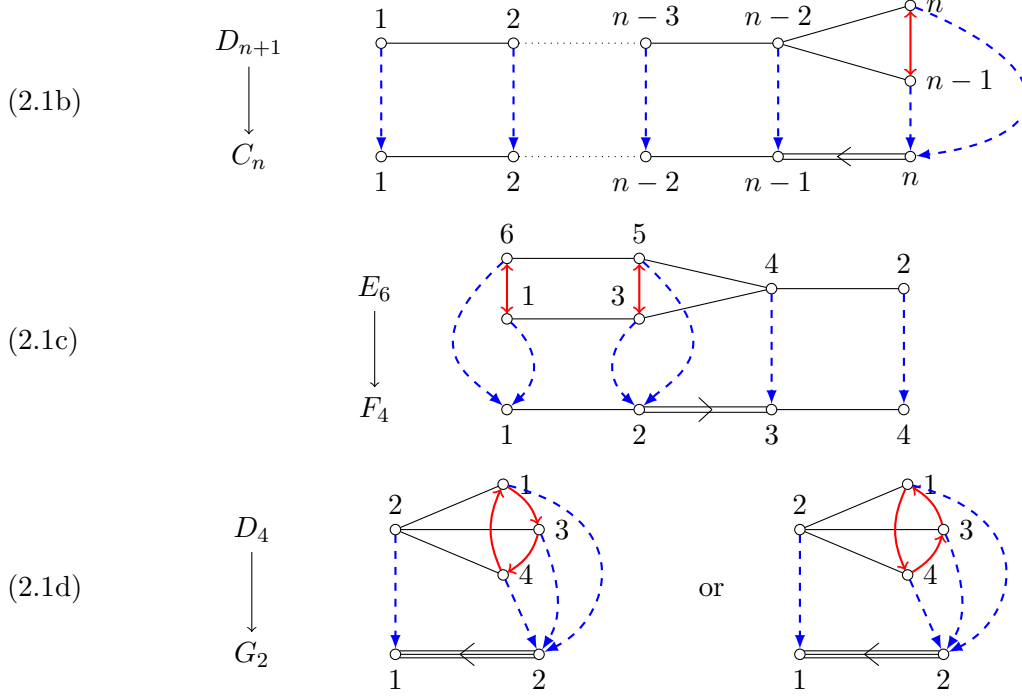 n
1 2 n − 3 n − 2
D_{n+1}
n − 1
(2.1b)
C_n
1 2 n − 2 n − 1 n
6 5
4 2
E_6
1 3
(2.1c)
F_4
1 2 3 4
1 1
2 2
D_4 3 3
4 4
(2.1d) or
G_2
1 2 1 2